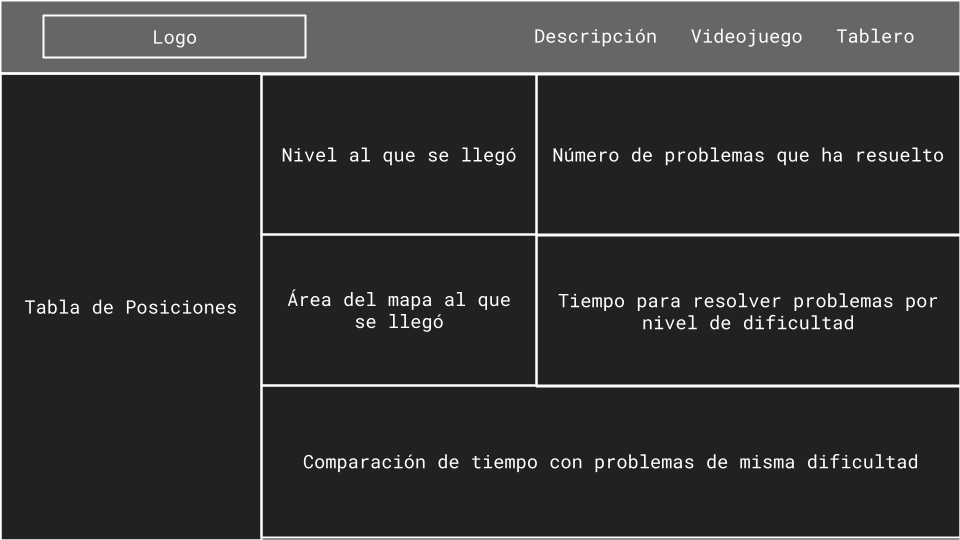 Logo
Descripción
Videojuego
Tablero
Tabla de Posiciones
Nivel al que se llegó
Número de problemas que ha resuelto
Área del mapa al que
se llegó
Tiempo para resolver problemas por
nivel de dificultad
Comparación de tiempo con problemas de misma dificultad